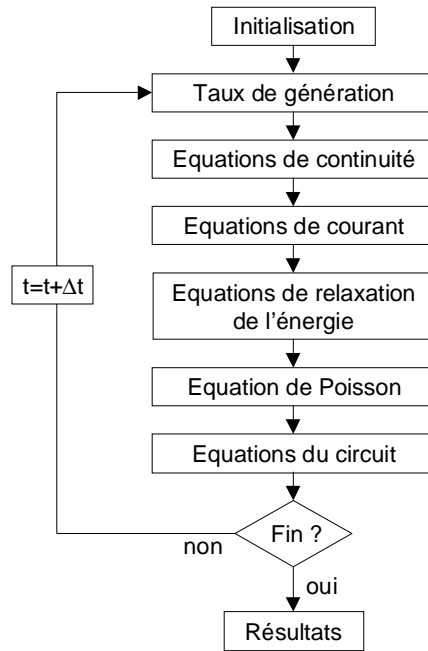 Initialisation
Taux de génération
Equations de continuité
Equations de courant
t=t+Δt
Equations de relaxation
de l'énergie
Equation de Poisson
Equations du circuit
Fin ?
non
oui
Résultats